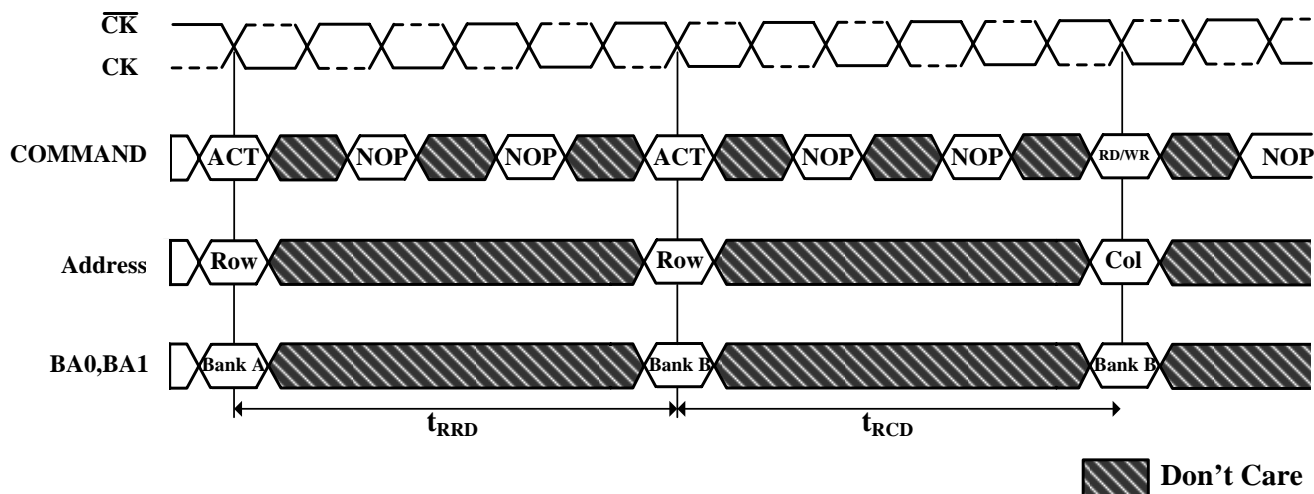 C̅K̅
CK
COMMAND ACT NOP NOP ACT NOP NOP RD/WR NOP
Address Row Row Col
BA0,BA1 Bank A Bank B Bank B
tRRD tRCD
Don't Care